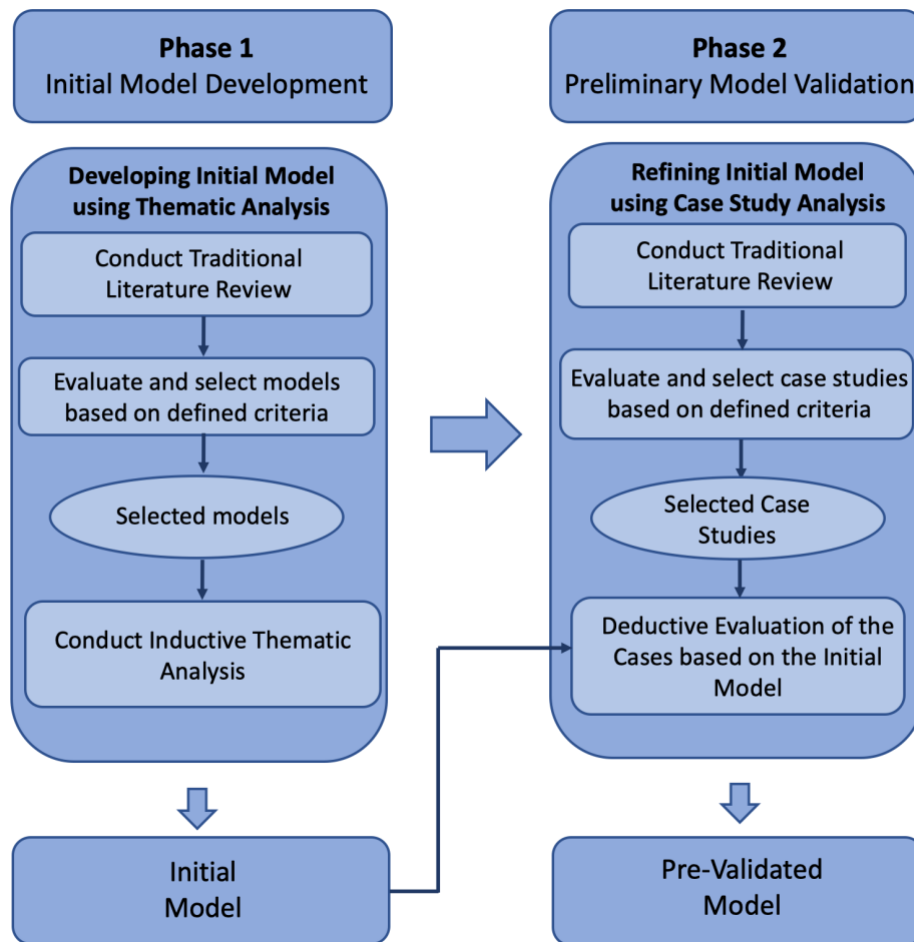 Phase 1
Initial Model Development
Developing Initial Model
using Thematic Analysis
Conduct Traditional
Literature Review
Evaluate and select models
based on defined criteria
Selected models
Conduct Inductive Thematic
Analysis
Initial
Model
Phase 2
Preliminary Model Validation
Refining Initial Model
using Case Study Analysis
Conduct Traditional
Literature Review
Evaluate and select case studies
based on defined criteria
Selected Case
Studies
Deductive Evaluation of the
Cases based on the Initial
Model
Pre-Validated
Model